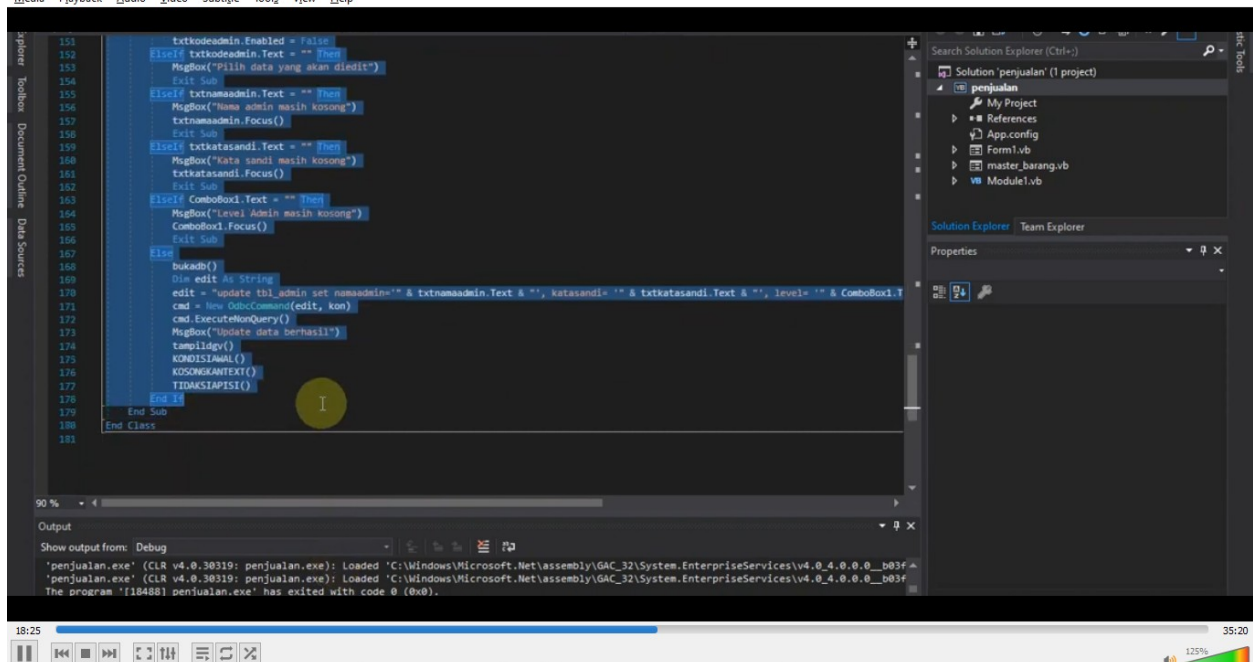 Media Playback Audio Video Subtitle Tools View Help
151 txtkodeadmin.Enabled = False
152 ElseIf txtkodeadmin.Text = "" Then
153 MsgBox("Pilih data yang akan diedit")
154 Exit Sub
155 ElseIf txtnamaadmin.Text = "" Then
156 MsgBox("Nama admin masih kosong")
157 txtnamaadmin.Focus()
158 Exit Sub
159 ElseIf txtkatasandi.Text = "" Then
160 MsgBox("Kata sandi masih kosong")
161 txtkatasandi.Focus()
162 Exit Sub
163 ElseIf ComboBox1.Text = "" Then
164 MsgBox("Level Admin masih kosong")
165 ComboBox1.Focus()
166 Exit Sub
167 Else
168 bukadb()
169 Dim edit As String
170 edit = "update tbl_admin set namaadmin='" & txtnamaadmin.Text & "', katasandi= '" & txtkatasandi.Text & "', level= '" & ComboBox1.T
171 cmd = New OdbcCommand(edit, kon)
172 cmd.ExecuteNonQuery()
173 MsgBox("Update data berhasil")
174 tampildgv()
175 KONDISIAWAL()
176 KOSONGKANTEXT()
177 TIDAKSIAPISI()
178 End If
179 End Sub
180 End Class
181
90 %
Output
Show output from: Debug
'penjualan.exe' (CLR v4.0.30319: penjualan.exe): Loaded 'C:\Windows\Microsoft.Net\assembly\GAC_32\System.EnterpriseServices\v4.0_4.0.0.0__b03f
'penjualan.exe' (CLR v4.0.30319: penjualan.exe): Loaded 'C:\Windows\Microsoft.Net\assembly\GAC_32\System.EnterpriseServices\v4.0_4.0.0.0__b03f
The program '[18488] penjualan.exe' has exited with code 0 (0x0).
Toolbox
Document Outline
Data Sources
Search Solution Explorer (Ctrl+;)
Solution 'penjualan' (1 project)
penjualan
My Project
References
App.config
Form1.vb
master_barang.vb
VB Module1.vb
Solution Explorer Team Explorer
Properties
stic Tools
18:25
35:20
125%